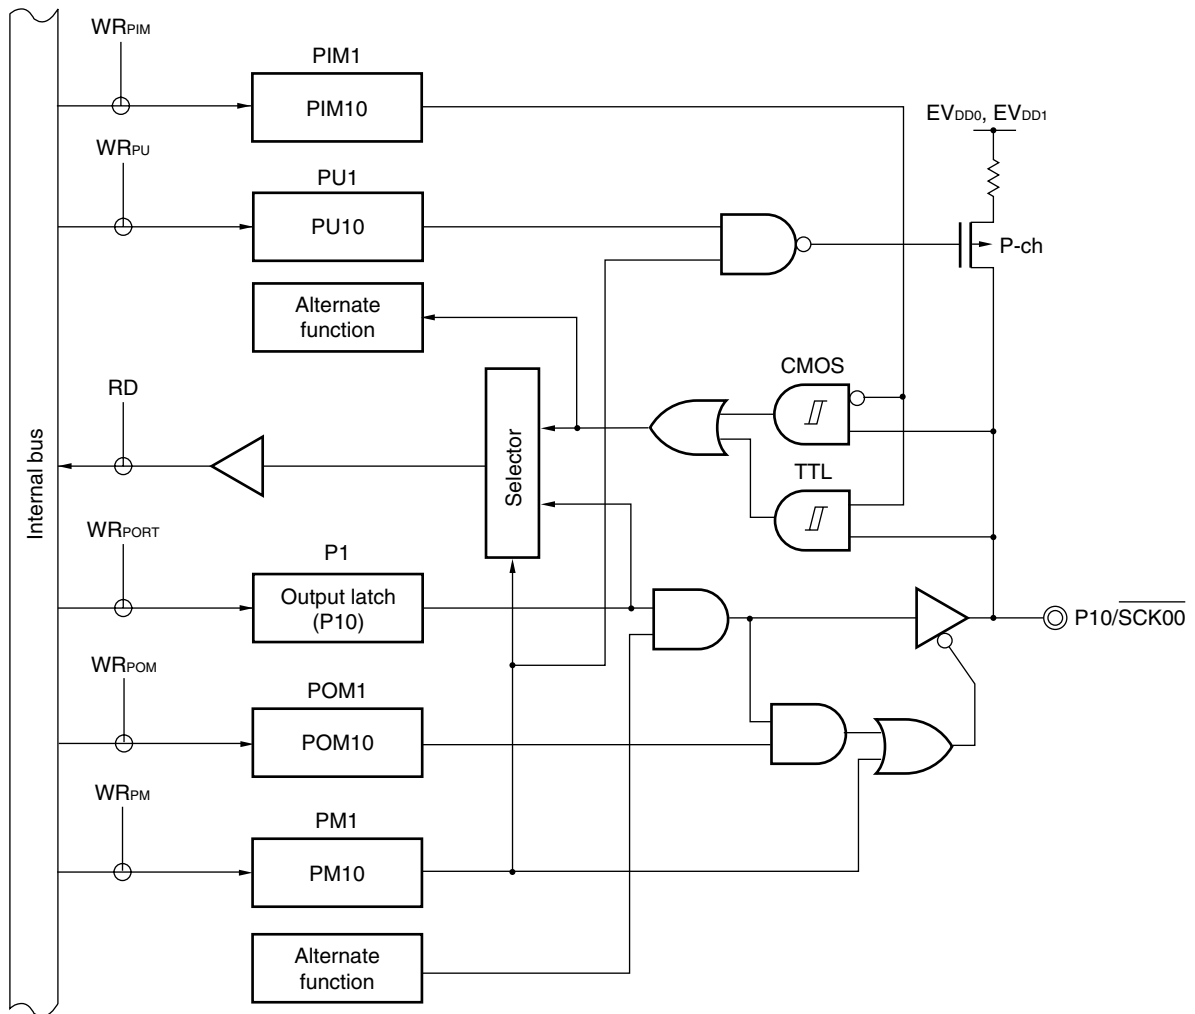 WRPIM
PIM1
PIM10
EVDD0, EVDD1
WRPU
PU1
PU10
P-ch
Alternate
function
CMOS
RD
Internal bus
Selector
TTL
WRPORT
P1
Output latch
(P10)
P10/SCK00
WRPOM
POM1
POM10
WRPM
PM1
PM10
Alternate
function